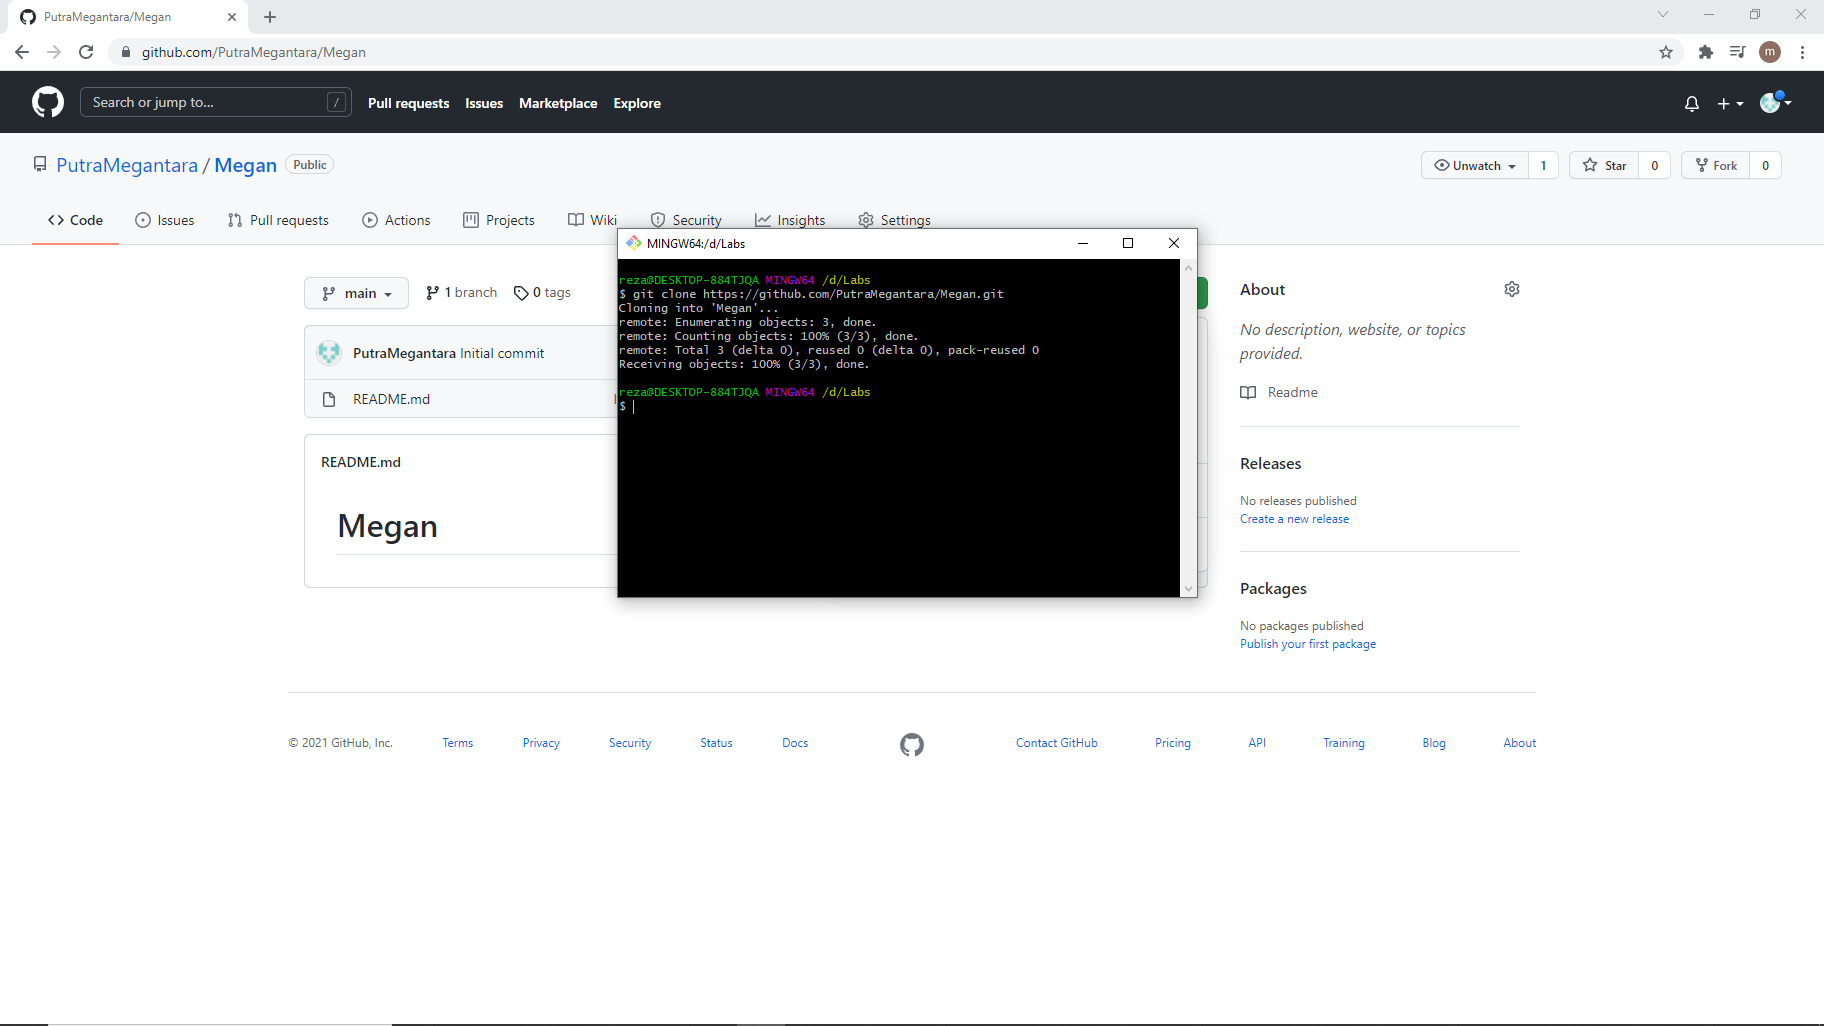 PutraMegantara/Megan
github.com/PutraMegantara/Megan
m
Search or jump to...
/
Pull requests
Issues
Marketplace
Explore
PutraMegantara / Megan
Public
Unwatch
1
Star
0
Fork
0
Code
Issues
Pull requests
Actions
Projects
Wiki
Security
Insights
Settings
MINGW64:/d/Labs
reza@DESKTOP-884TJQA MINGW64 /d/Labs
$ git clone https://github.com/PutraMegantara/Megan.git
Cloning into 'Megan'...
remote: Enumerating objects: 3, done.
remote: Counting objects: 100% (3/3), done.
remote: Total 3 (delta 0), reused 0 (delta 0), pack-reused 0
Receiving objects: 100% (3/3), done.
reza@DESKTOP-884TJQA MINGW64 /d/Labs
$
main
1 branch
0 tags
PutraMegantara Initial commit
README.md
README.md
Megan
About
No description, website, or topics
provided.
Readme
Releases
No releases published
Create a new release
Packages
No packages published
Publish your first package
© 2021 GitHub, Inc.
Terms
Privacy
Security
Status
Docs
Contact GitHub
Pricing
API
Training
Blog
About